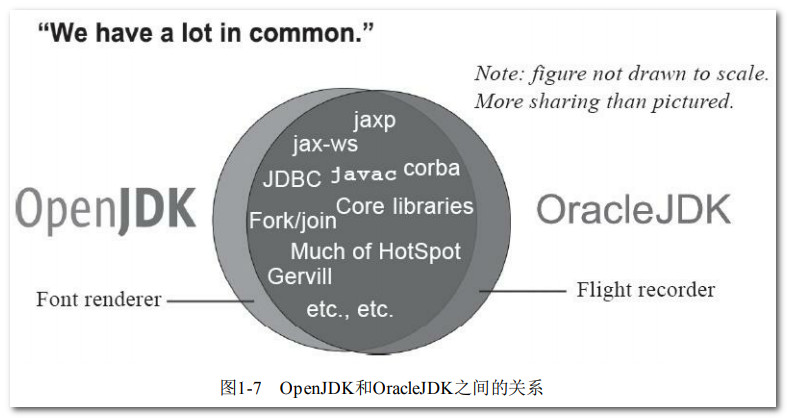 “We have a lot in common.”
Note: figure not drawn to scale.
More sharing than pictured.
jaxp
jax-ws
JDBC javac corba
OpenJDK
Fork/join Core libraries
OracleJDK
Much of HotSpot
Gervill
Font renderer
Flight recorder
etc., etc.
图1-7 OpenJDK和OracleJDK之间的关系